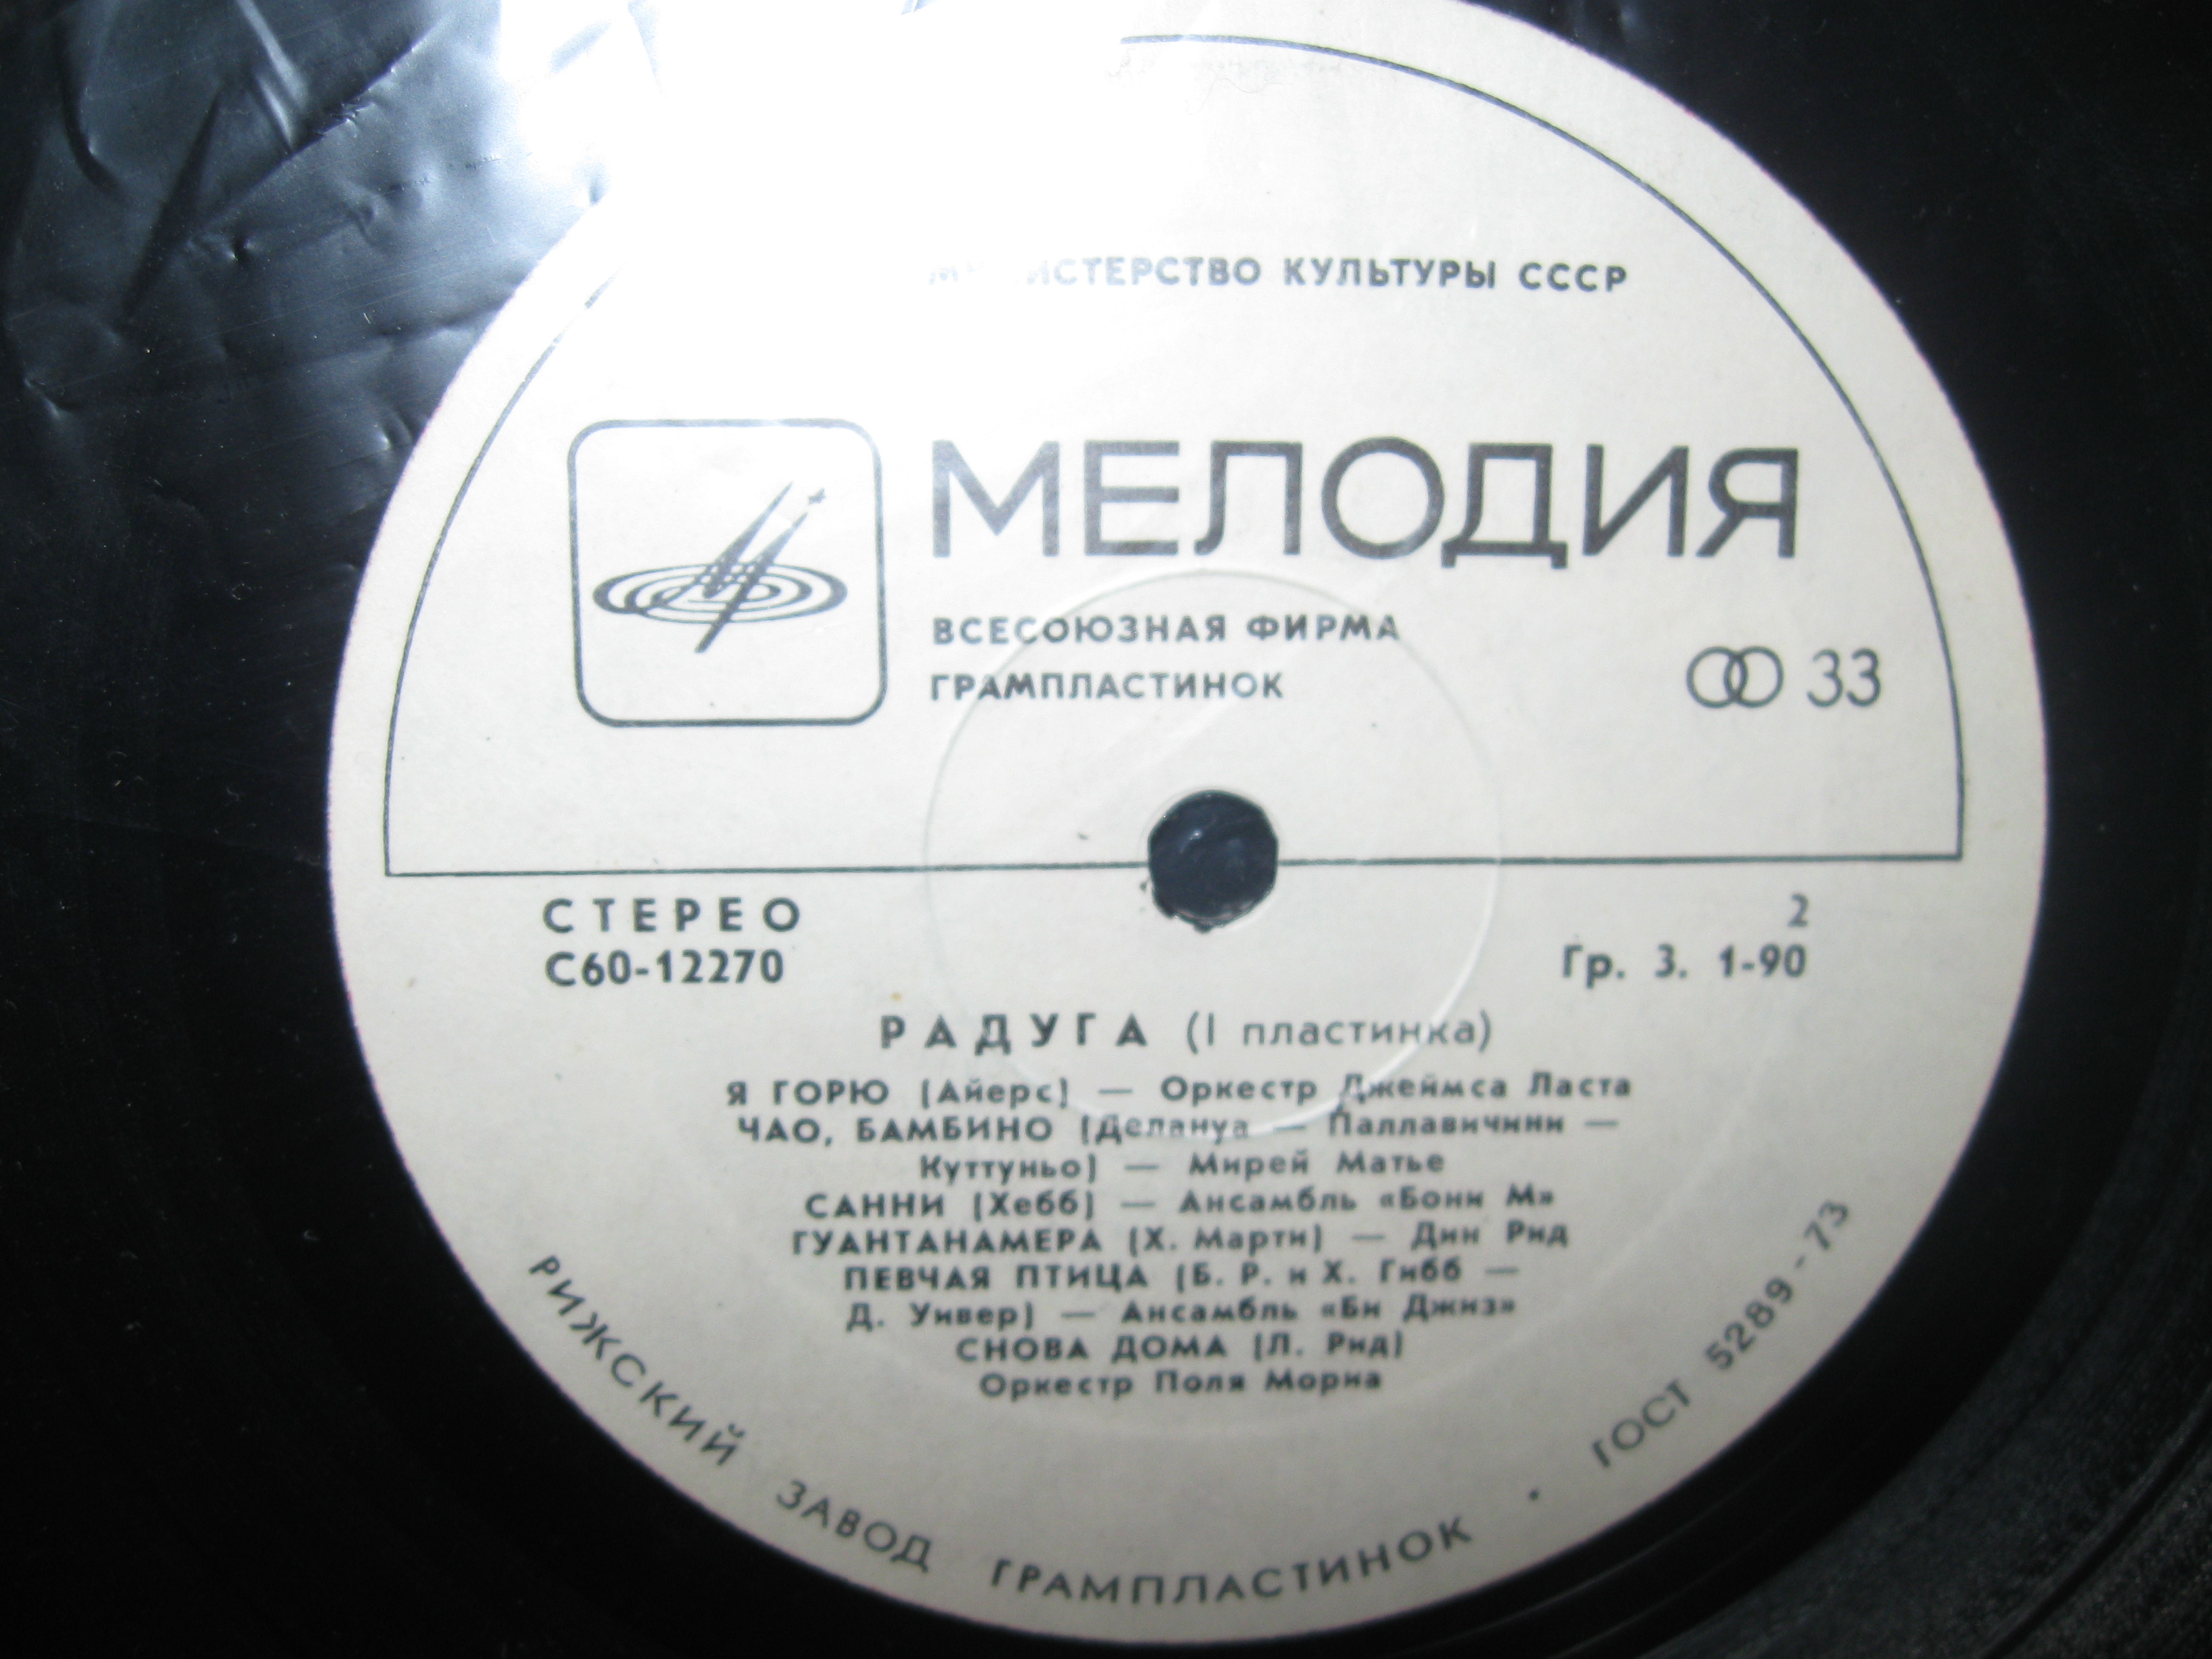 МИНИСТЕРСТВО КУЛЬТУРЫ СССР
МЕЛОДИЯ
ВСЕСОЮЗНАЯ ФИРМА
ГРАМПЛАСТИНОК
33
СТЕРЕО
2
С60-12270
Гр. 3. 1-90
РАДУГА (I пластинка)
Я ГОРЮ (Айерс) — Оркестр Джеймса Ласта
ЧАО, БАМБИНО (Делануа — Паллавичини —
Куттуньо) — Мирей Матье
САННИ (Хебб) — Ансамбль «Бони М»
ГУАНТАНАМЕРА (Х. Марти) — Дин Рид
ПЕВЧАЯ ПТИЦА (Б. Р. и Х. Гибб —
Д. Уивер) — Ансамбль «Би Джиз»
СНОВА ДОМА (Л. Рид)
Оркестр Поля Мориа
РИЖСКИЙ ЗАВОД ГРАМПЛАСТИНОК · ГОСТ 5289-73